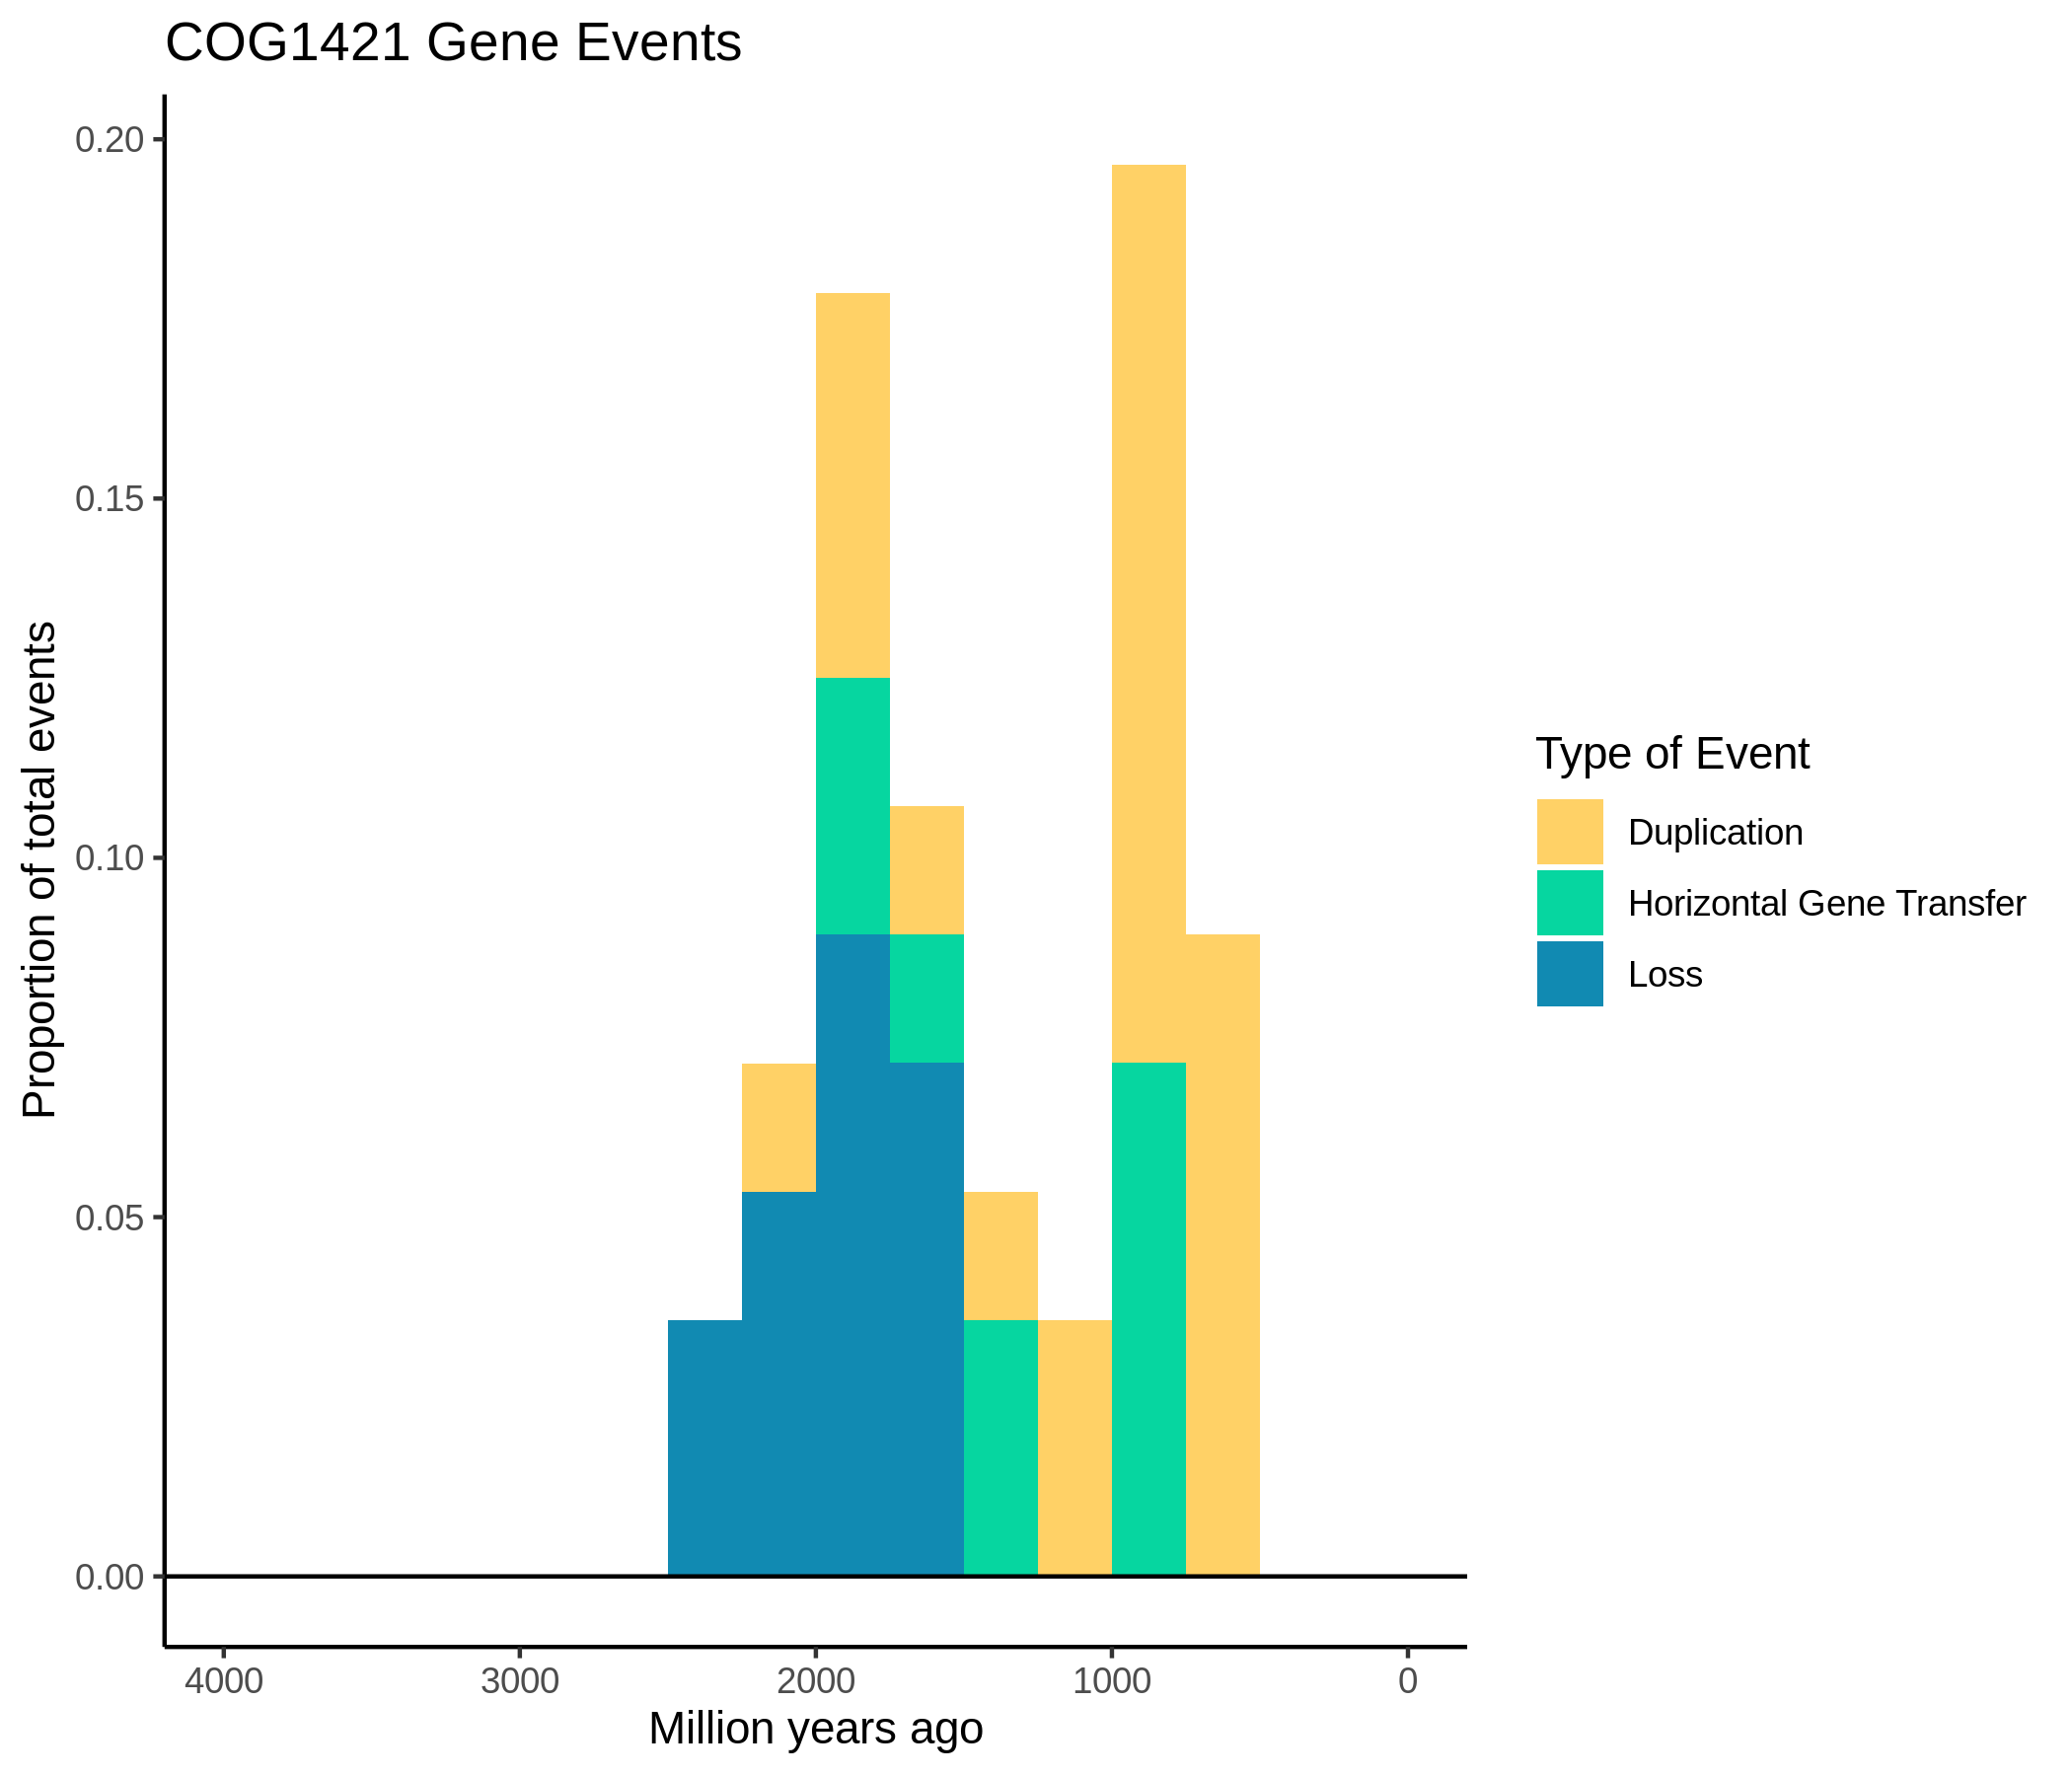 COG1421 Gene Events
Proportion of total events
0.20
0.15
0.10
0.05
0.00
4000 3000 2000 1000 0
Million years ago
Type of Event
Duplication
Horizontal Gene Transfer
Loss